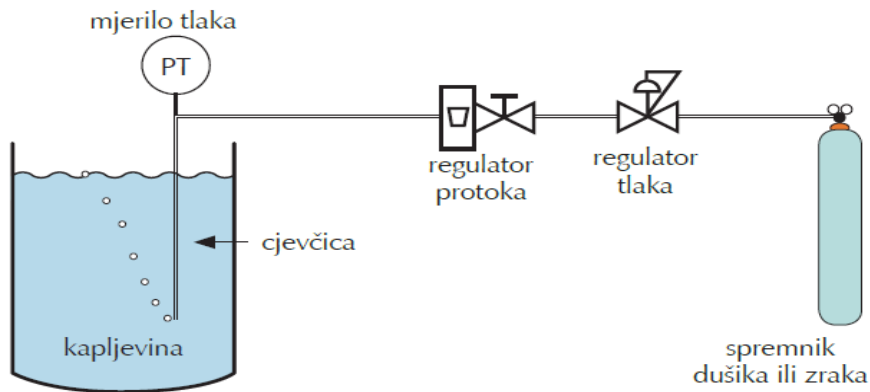 mjerilo tlaka
PT
regulator
protoka
regulator
tlaka
cjevčica
kapljevina
spremnik
dušika ili zraka